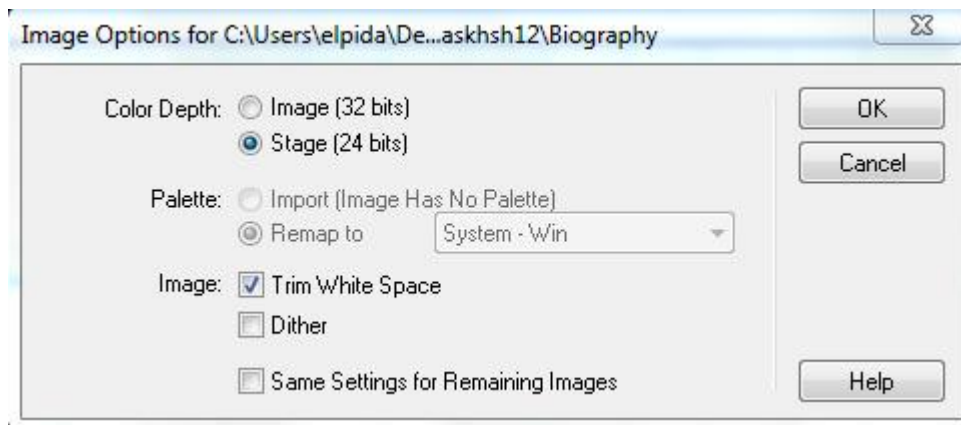 Image Options for C:\Users\elpida\De...askhsh12\Biography
Color Depth: Image (32 bits)
Stage (24 bits)
OK
Cancel
Palette: Import (Image Has No Palette)
Remap to System - Win
Image: Trim White Space
Dither
Same Settings for Remaining Images
Help